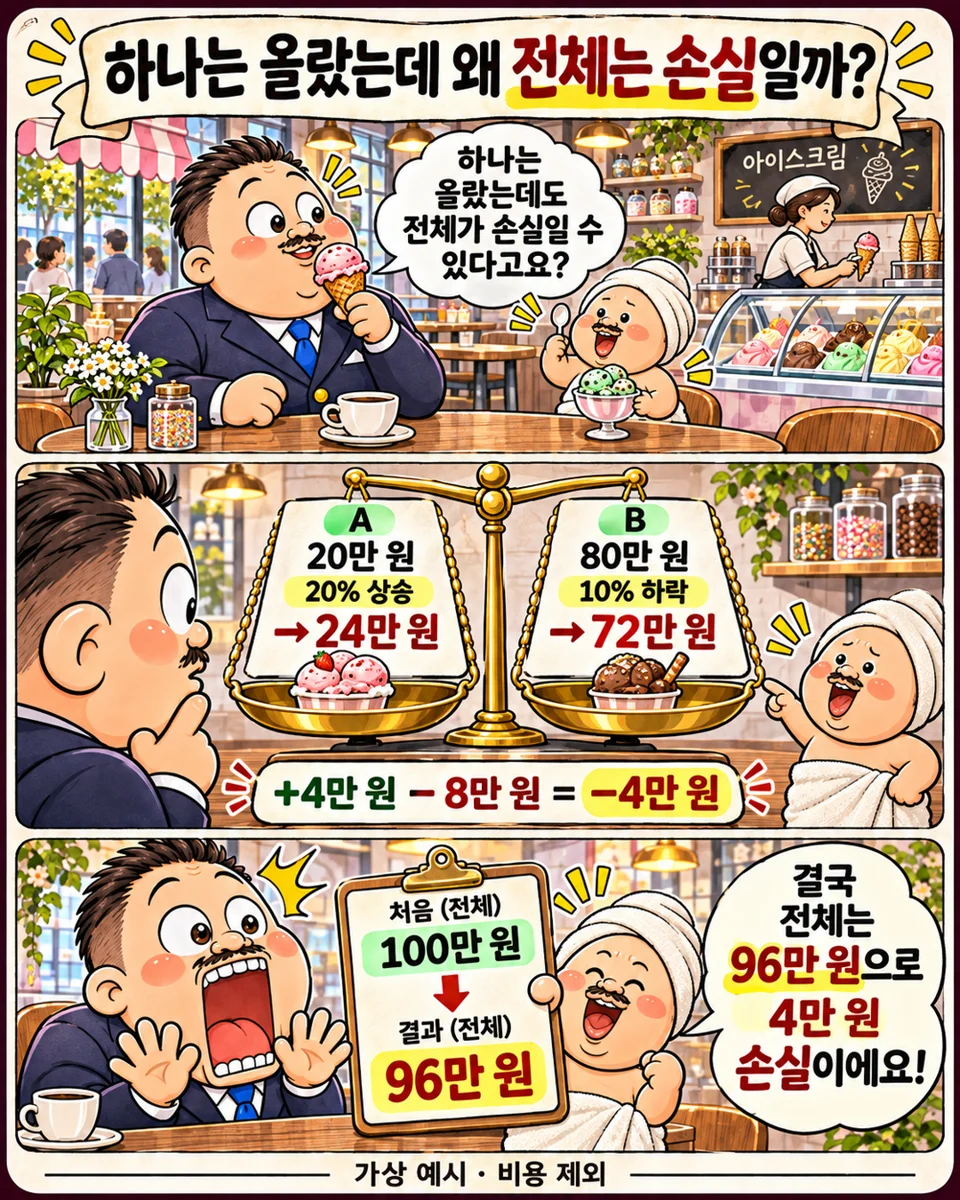 하나는 올랐는데 왜 전체는 손실일까?
하나는
올랐는데도
전체가 손실일 수
있다고요?
아이스크림
A
20만 원
20% 상송
→24만 원
B
80만 원
10% 하락
→72만 원
+4만 원 − 8만 원 = −4만 원
처음 (전체)
100만 원
결과 (전체)
96만 원
결국
전체는
96만 원으로
4만 원
손실이에요!
가상 예시 · 비용 제외